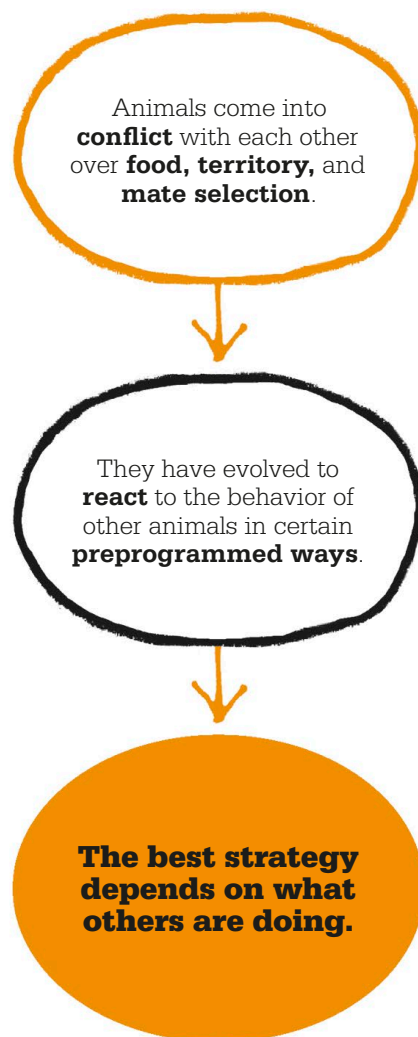 Animals come into
conflict with each other
over food, territory, and
mate selection.
They have evolved to
react to the behavior of
other animals in certain
preprogrammed ways.
The best strategy
depends on what
others are doing.